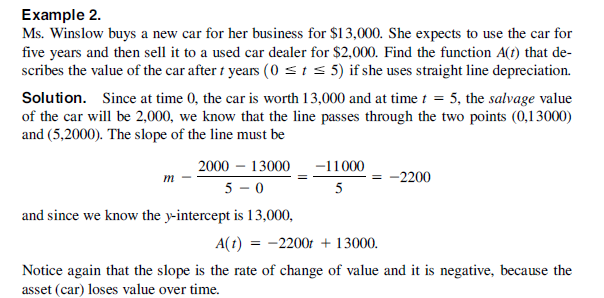 Example 2.
Ms. Winslow buys a new car for her business for $13,000. She expects to use the car for
five years and then sell it to a used car dealer for $2,000. Find the function A(t) that de-
scribes the value of the car after t years (0 ≤ t ≤ 5) if she uses straight line depreciation.
Solution. Since at time 0, the car is worth 13,000 and at time t = 5, the salvage value
of the car will be 2,000, we know that the line passes through the two points (0,13000)
and (5,2000). The slope of the line must be
m − (2000 − 13000)/(5 − 0) = −11000/5 = −2200
and since we know the y-intercept is 13,000,
A(t) = −2200t + 13000.
Notice again that the slope is the rate of change of value and it is negative, because the
asset (car) loses value over time.